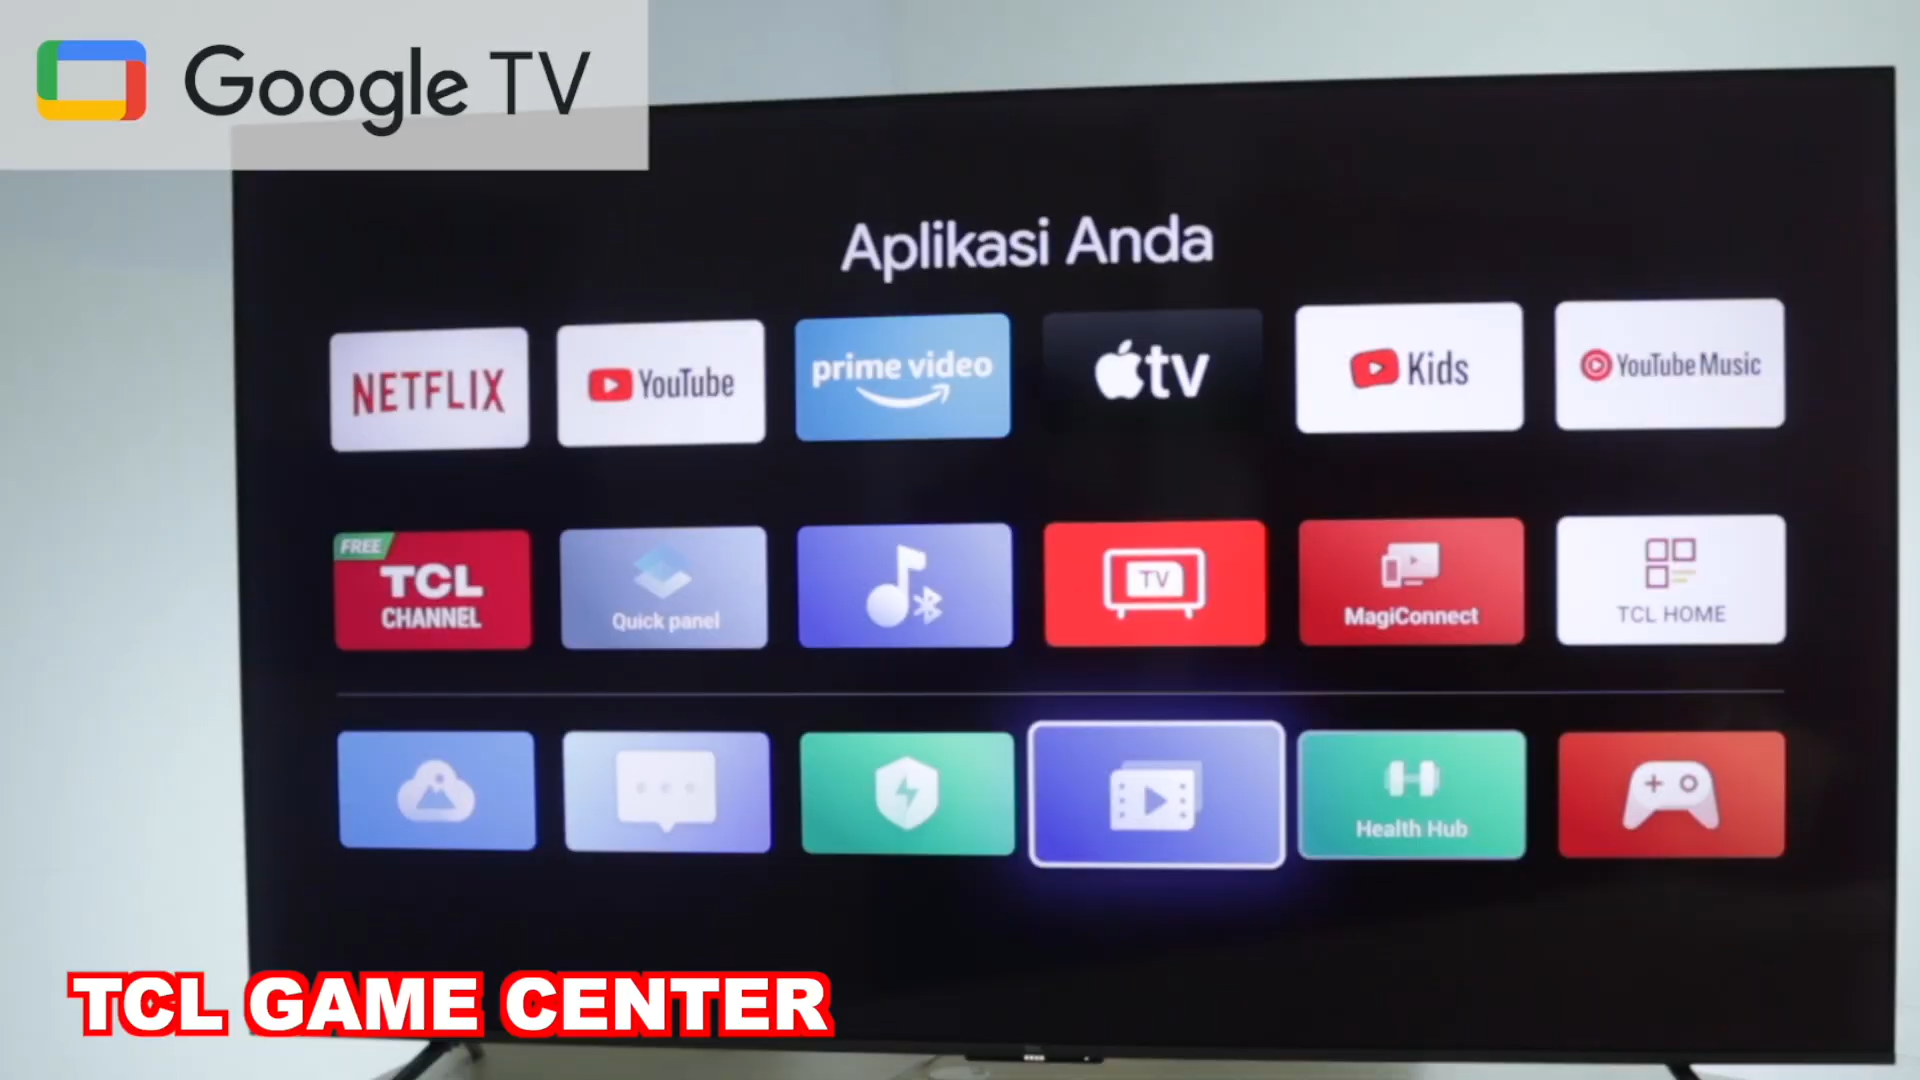 Google TV
Aplikasi Anda
NETFLIX
YouTube
prime video
tv
Kids
YouTube Music
FREE
TCL
CHANNEL
Quick panel
TV
MagiConnect
TCL HOME
Health Hub
TCL GAME CENTER